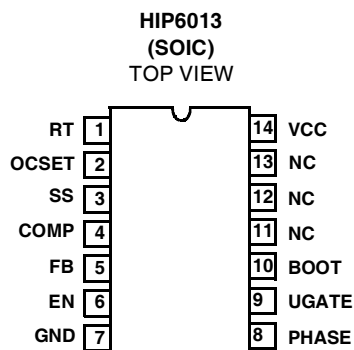 HIP6013
(SOIC)
TOP VIEW
RT 1 14 VCC
OCSET 2 13 NC
SS 3 12 NC
COMP 4 11 NC
FB 5 10 BOOT
EN 6 9 UGATE
GND 7 8 PHASE